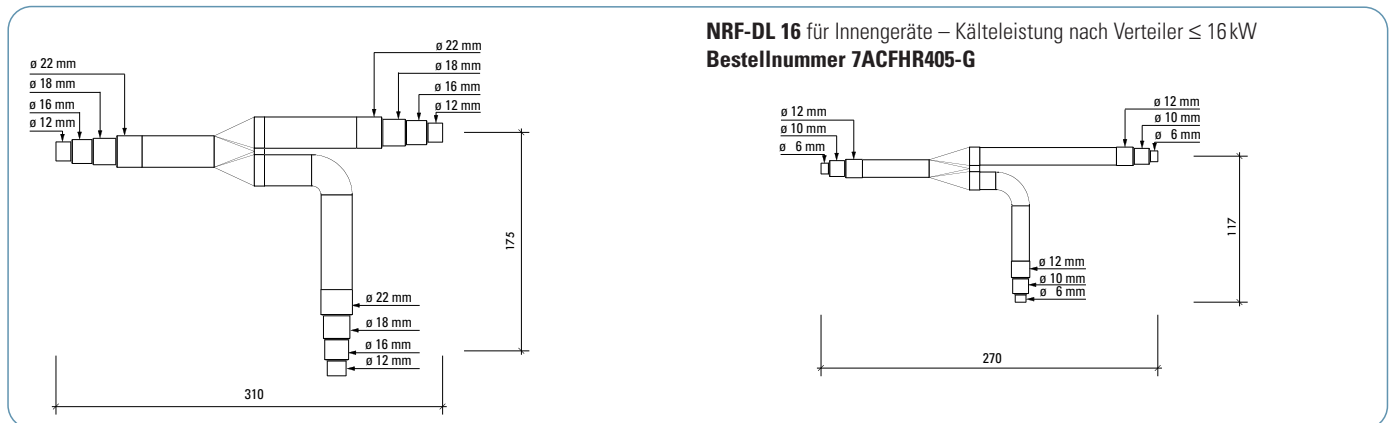 NRF-DL 16 für Innengeräte – Kälteleistung nach Verteiler ≤ 16 kW
Bestellnummer 7ACFHR405-G
ø 22 mm
ø 18 mm
ø 16 mm
ø 12 mm
ø 22 mm
ø 18 mm
ø 16 mm
ø 12 mm
175
ø 22 mm
ø 18 mm
ø 16 mm
ø 12 mm
310
ø 12 mm
ø 10 mm
ø 6 mm
ø 12 mm
ø 10 mm
ø 6 mm
117
ø 12 mm
ø 10 mm
ø 6 mm
270